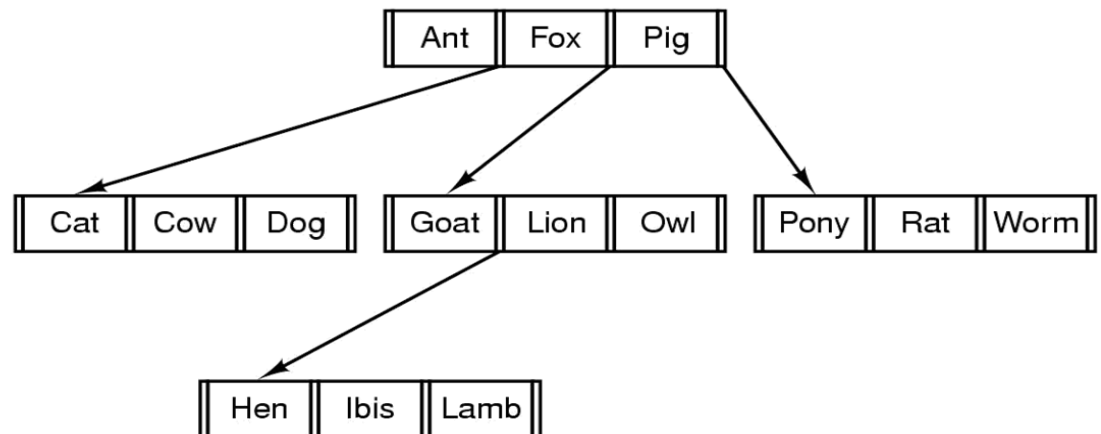 Ant Fox Pig
Cat Cow Dog Goat Lion Owl Pony Rat Worm
Hen Ibis Lamb